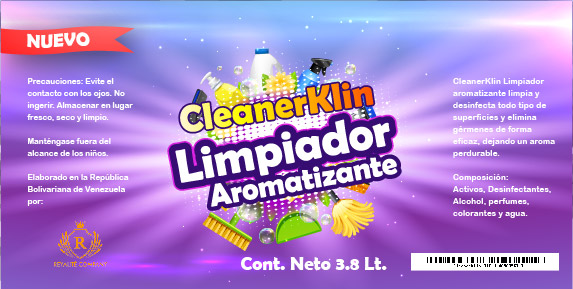 NUEVO
Precauciones: Evite el
contacto con los ojos. No
ingerir. Almacenar en lugar
fresco, seco y limpio.
Manténgase fuera del
alcance de los niños.
Elaborado en la República
Bolivariana de Venezuela
por:
R
REYALITE COMPANY
CleanerKlin
Limpiador
Aromatizante
Cont. Neto 3.8 Lt.
CleanerKlin Limpiador
aromatizante limpia y
desinfecta todo tipo de
superficies y elimina
gérmenes de forma
eficaz, dejando un aroma
perdurable.
Composición:
Activos, Desinfectantes,
Alcohol, perfumes,
colorantes y agua.